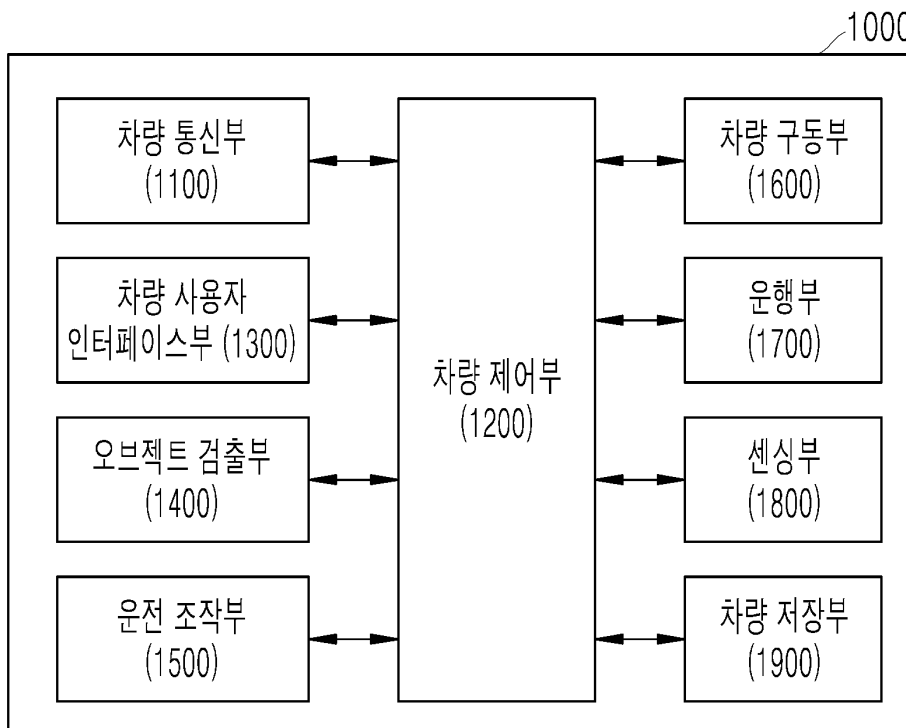 1000
차량 통신부
(1100)
차량 사용자
인터페이스부 (1300)
오브젝트 검출부
(1400)
운전 조작부
(1500)
차량 제어부
(1200)
차량 구동부
(1600)
운행부
(1700)
센싱부
(1800)
차량 저장부
(1900)